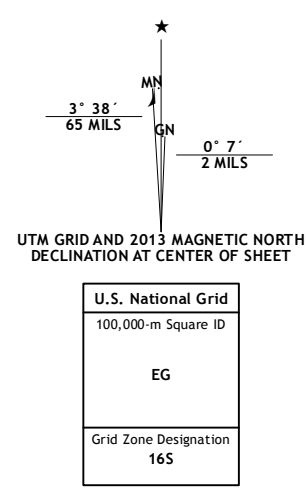 ★
MN
3° 38´
65 MILS
GN
0° 7´
2 MILS
UTM GRID AND 2013 MAGNETIC NORTH
DECLINATION AT CENTER OF SHEET
U.S. National Grid
100,000-m Square ID
EG
Grid Zone Designation
16S